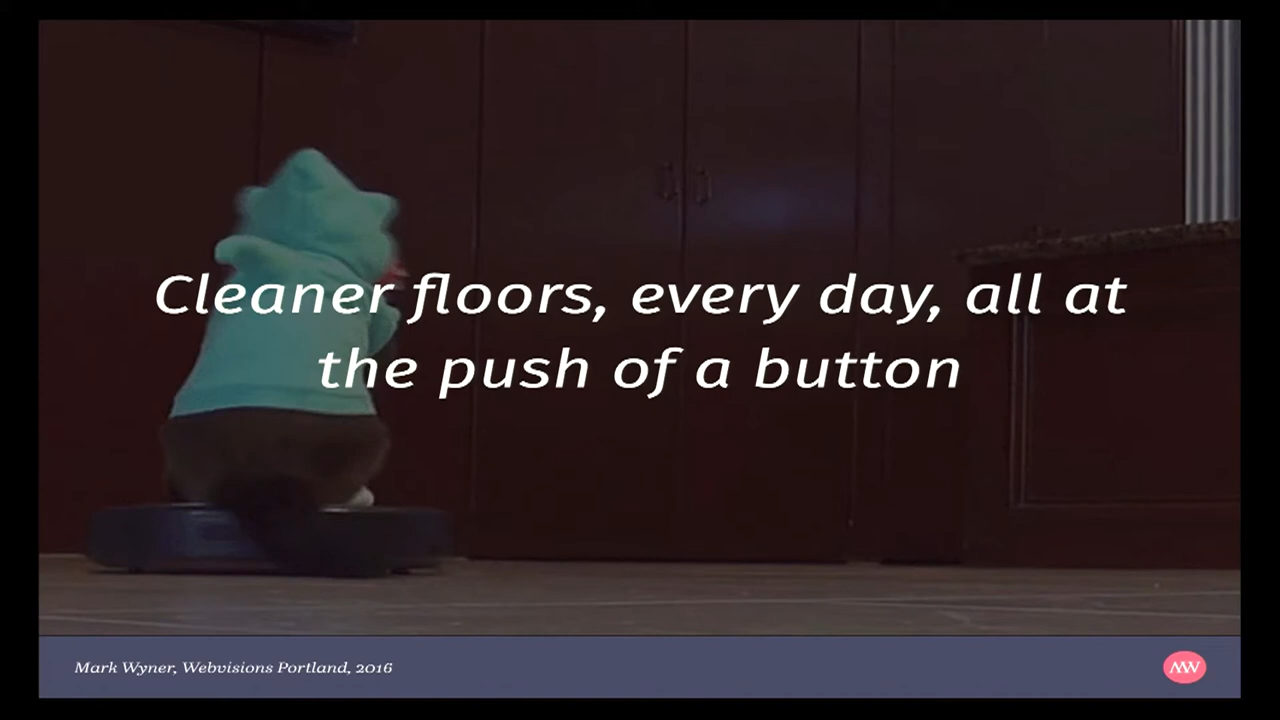 Cleaner floors, every day, all at
the push of a button
Mark Wyner, Webvisions Portland, 2016
MW